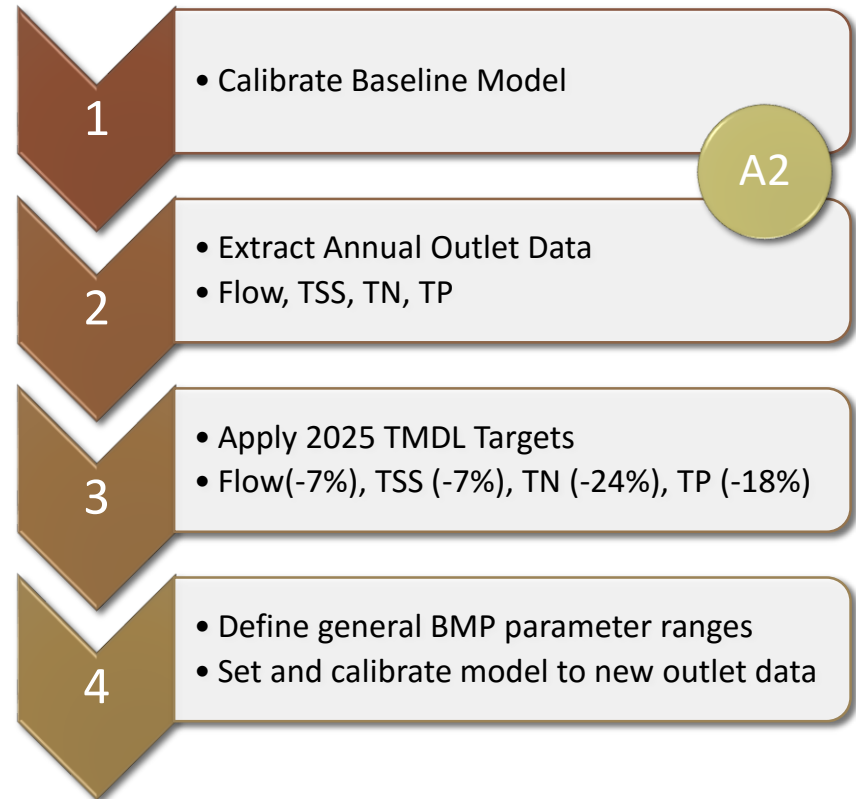 1
• Calibrate Baseline Model
A2
2
• Extract Annual Outlet Data
• Flow, TSS, TN, TP
3
• Apply 2025 TMDL Targets
• Flow(-7%), TSS (-7%), TN (-24%), TP (-18%)
4
• Define general BMP parameter ranges
• Set and calibrate model to new outlet data